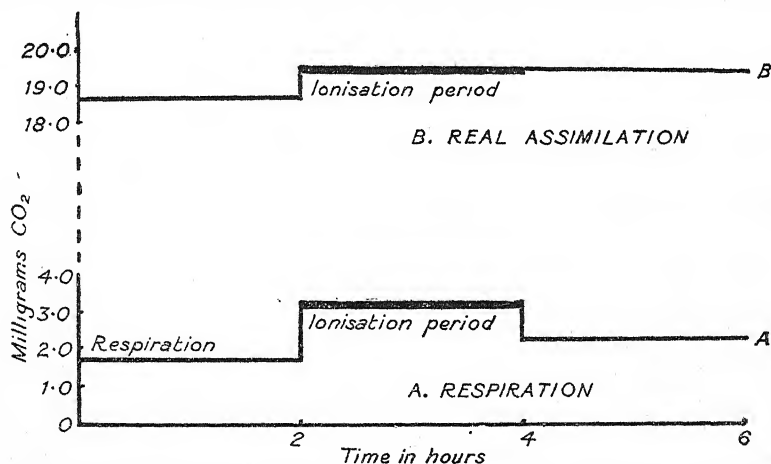 20·0
19·0
18·0
Ionisation period
B
B. REAL ASSIMILATION
Milligrams CO₂
4·0
3·0
2·0
1·0
0
Respiration
Ionisation period
A
A. RESPIRATION
2
4
6
Time in hours